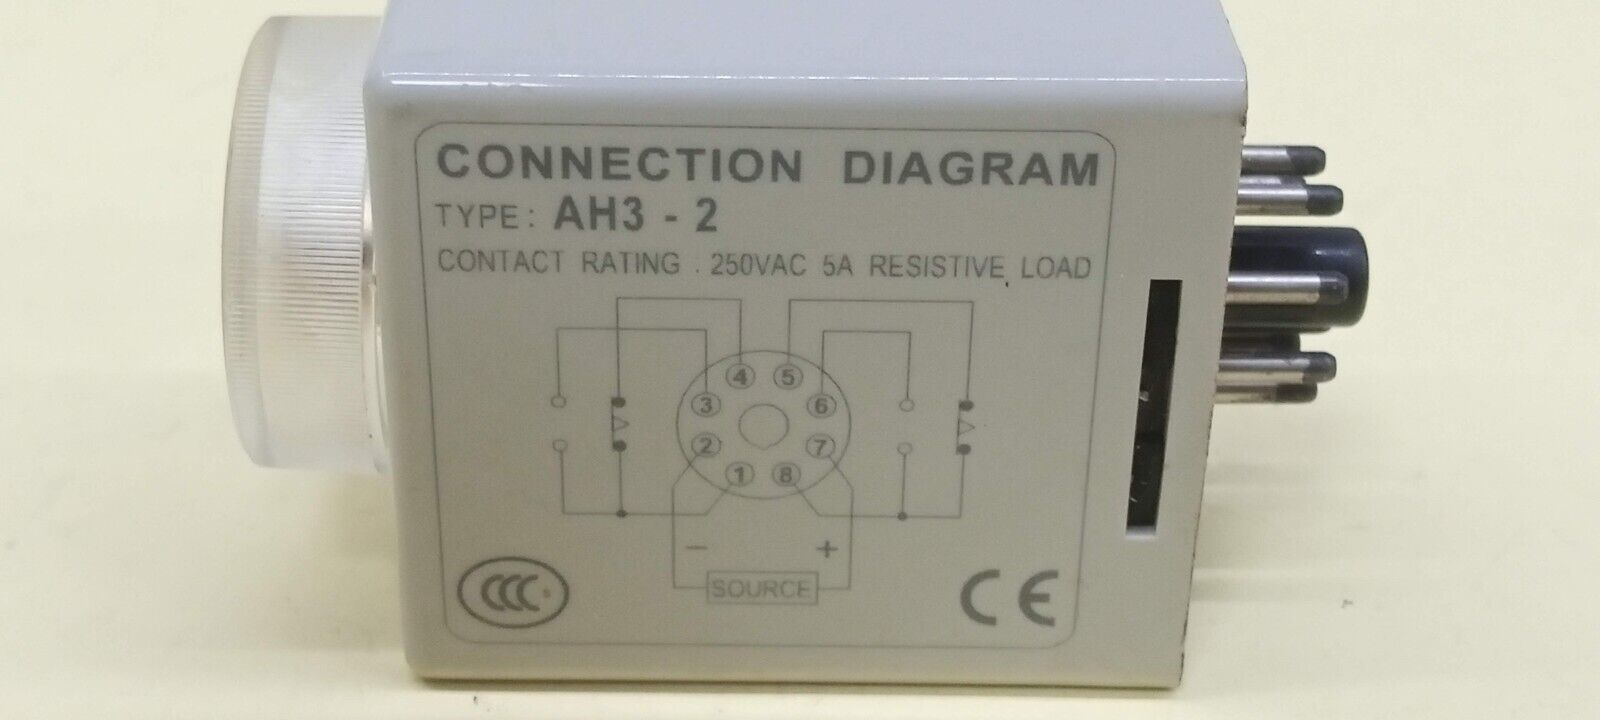 CONNECTION DIAGRAM
TYPE: AH3 - 2
CONTACT RATING . 250VAC 5A RESISTIVE LOAD
4 5
3 6
2 7
1 8
− +
SOURCE
CCC CE